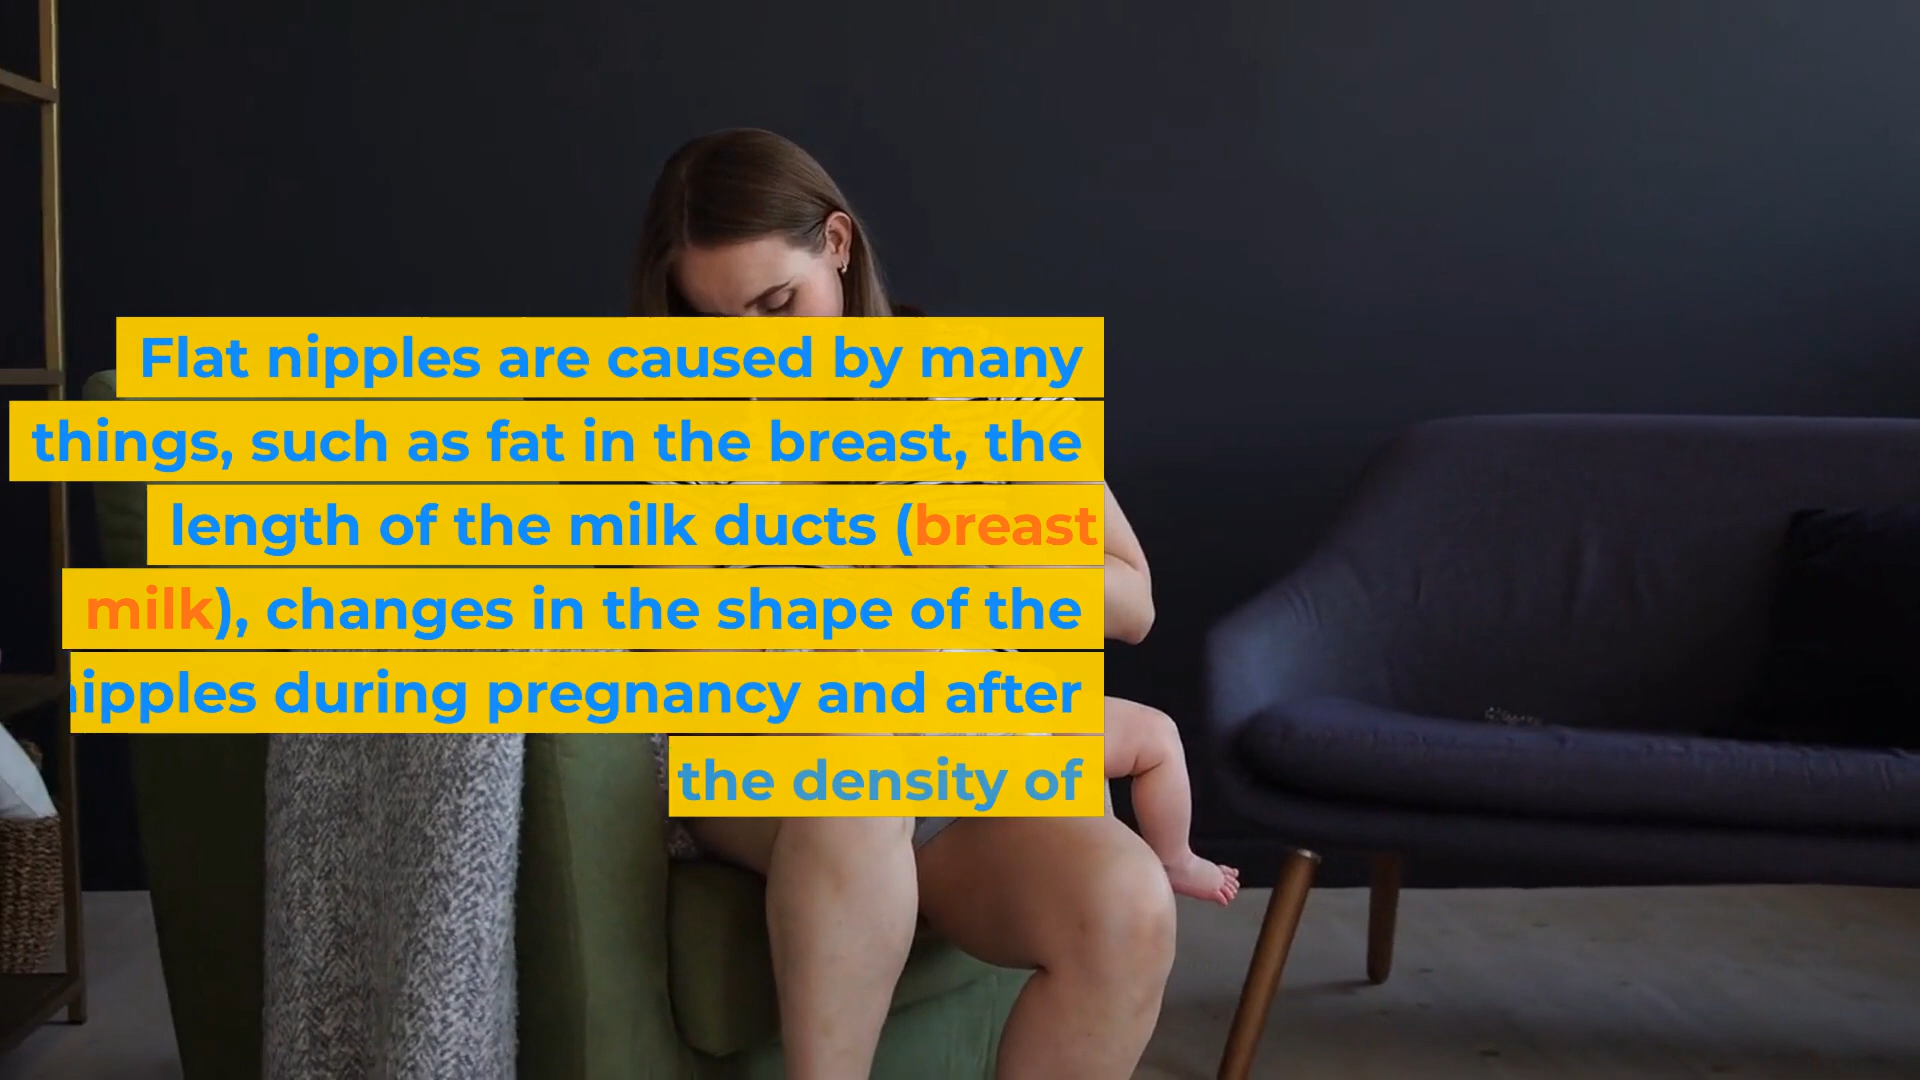 Flat nipples are caused by many
things, such as fat in the breast, the
length of the milk ducts (breast
milk), changes in the shape of the
nipples during pregnancy and after
the density of